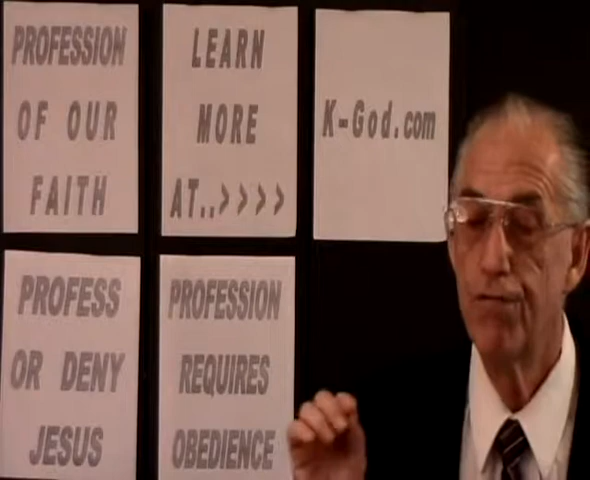 PROFESSION
OF OUR
FAITH
LEARN
MORE
AT..>>>>
K-God.com
PROFESS
OR DENY
JESUS
PROFESSION
REQUIRES
OBEDIENCE